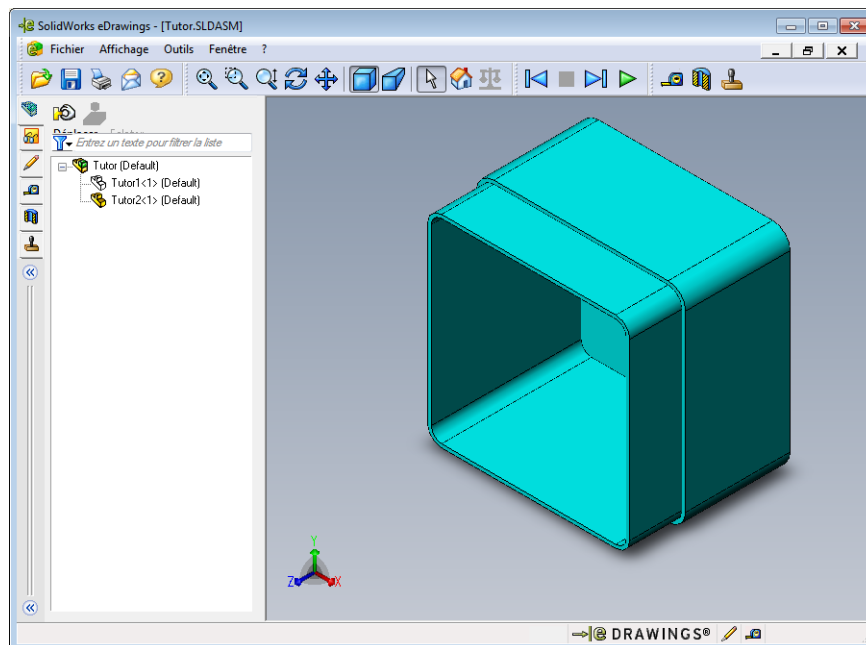 SolidWorks eDrawings - [Tutor.SLDASM]
Fichier Affichage Outils Fenêtre ?
Entrez un texte pour filtrer la liste
Tutor (Default)
Tutor1<1> (Default)
Tutor2<1> (Default)
Y
Z X
e DRAWINGS®